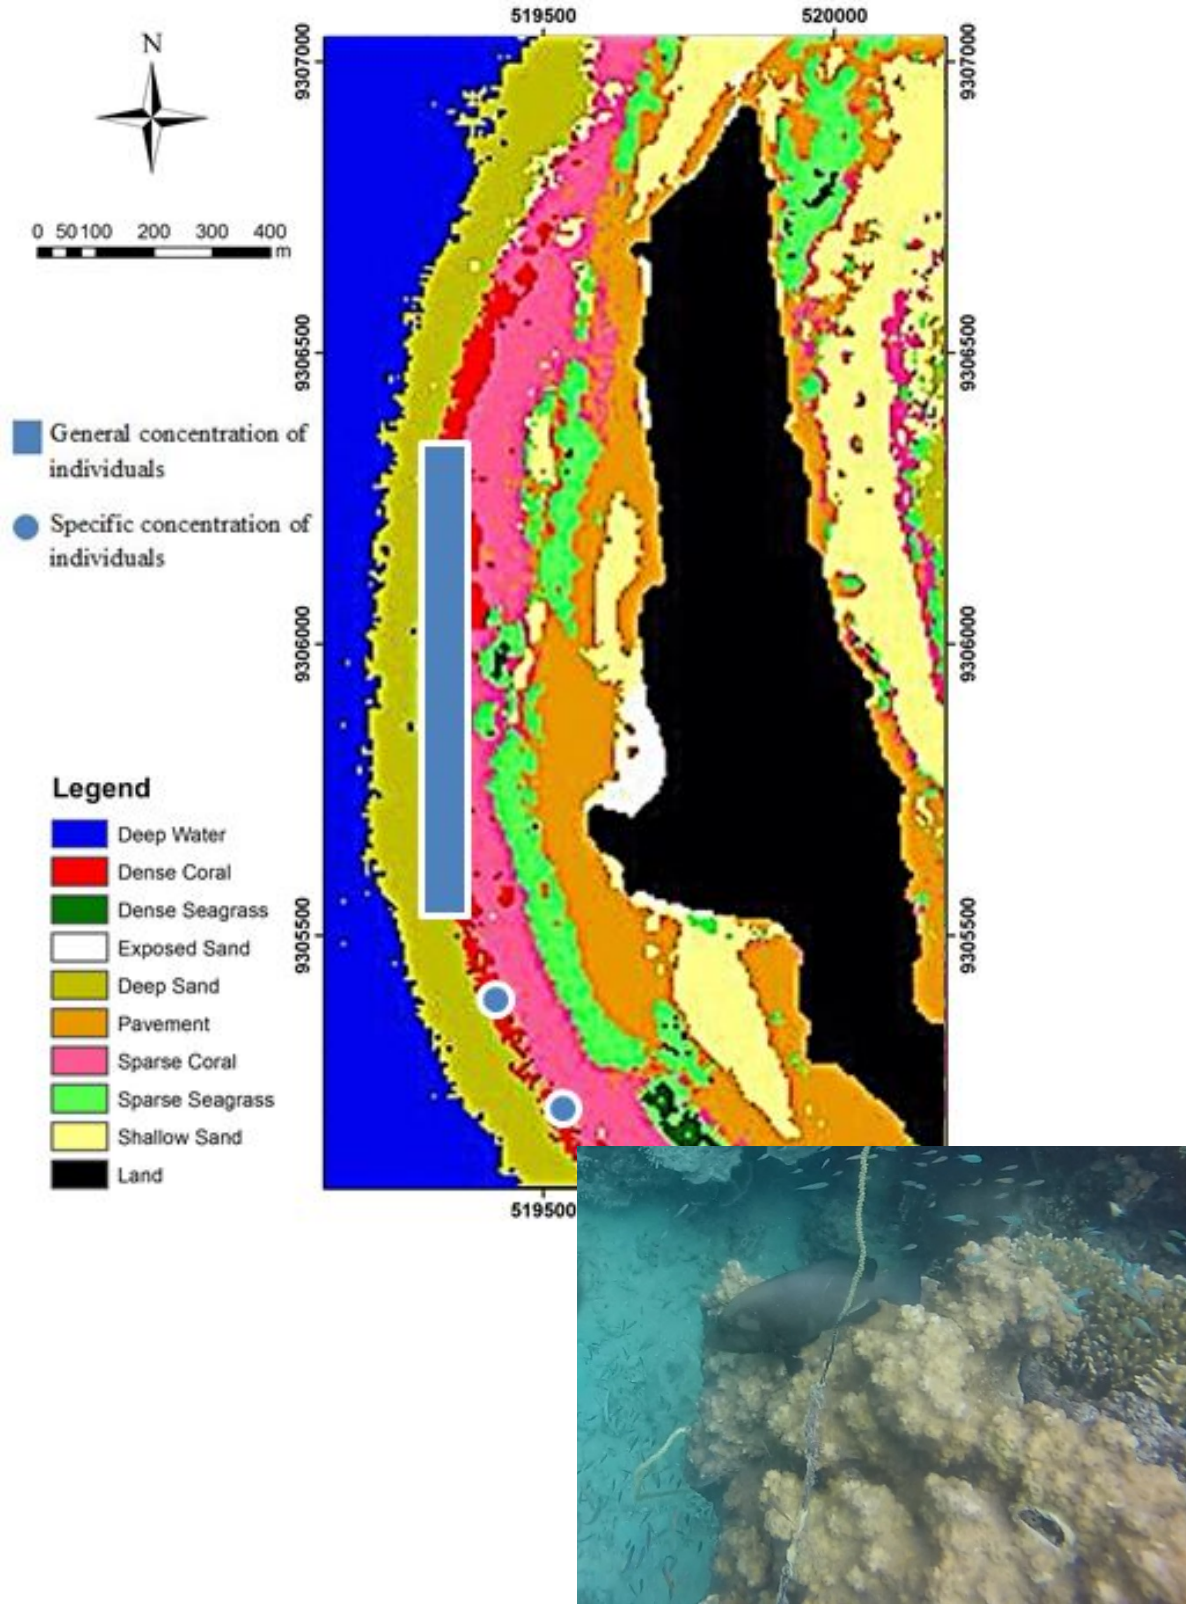 519500 520000
N
9307000 9307000
0 50 100 200 300 400
m
9306500 9306500
General concentration of
individuals
Specific concentration of
individuals
9306000 9306000
Legend
Deep Water
Dense Coral
Dense Seagrass
Exposed Sand
Deep Sand
Pavement
Sparse Coral
Sparse Seagrass
Shallow Sand
Land
9305500 9305500
519500